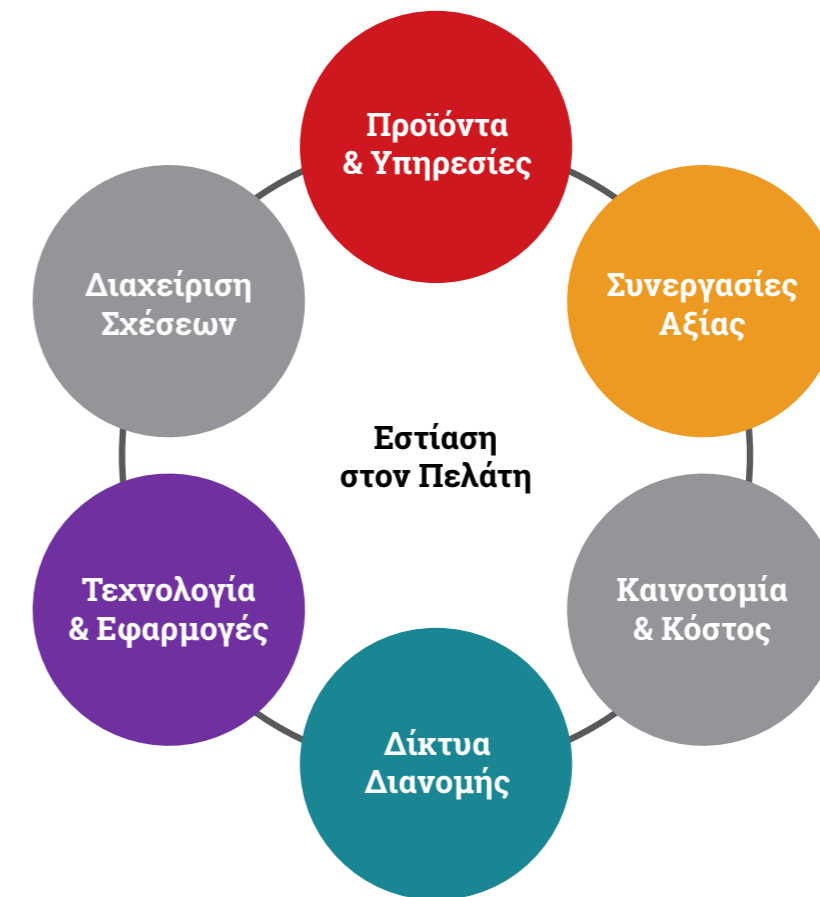 Προϊόντα
& Υπηρεσίες
Συνεργασίες
Αξίας
Καινοτομία
& Κόστος
Δίκτυα
Διανομής
Τεχνολογία
& Εφαρμογές
Διαχείριση
Σχέσεων
Εστίαση
στον Πελάτη